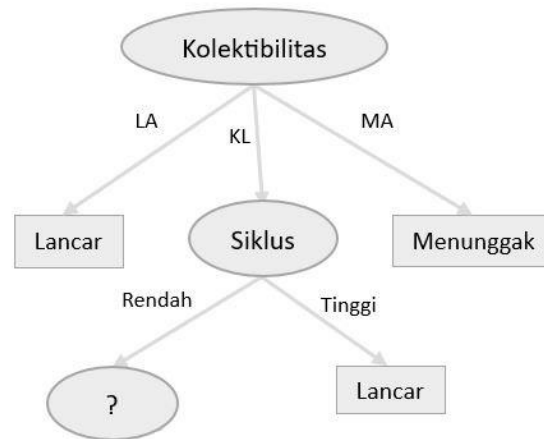 Kolektibilitas
LA
KL
MA
Lancar
Siklus
Menunggak
Rendah
Tinggi
?
Lancar